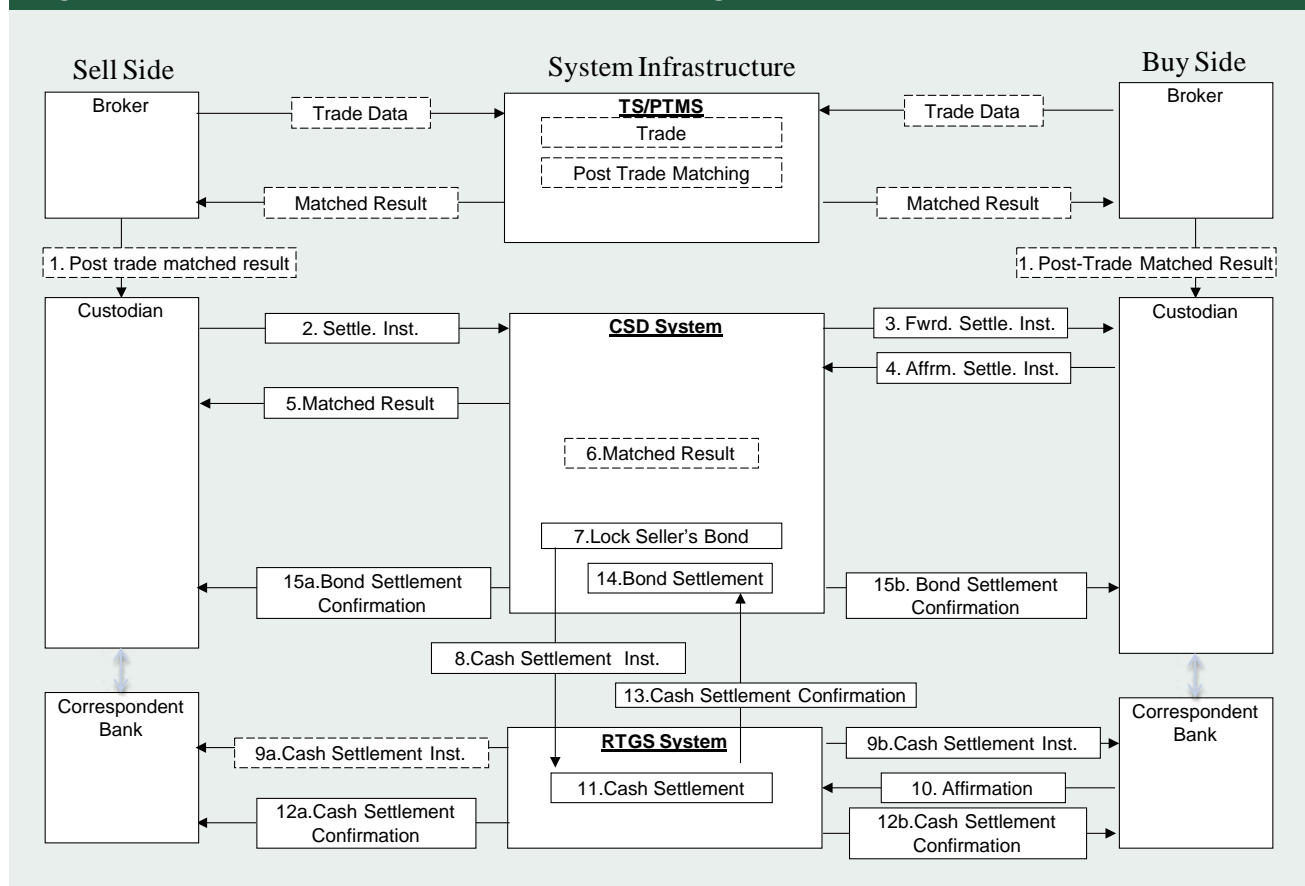 Sell Side
System Infrastructure
Buy Side
Broker
Trade Data
TS/PTMS
Trade
Post Trade Matching
Trade Data
Broker
Matched Result
Matched Result
1. Post trade matched result
1. Post-Trade Matched Result
Custodian
2. Settle. Inst.
CSD System
3. Fwrd. Settle. Inst.
Custodian
4. Affrm. Settle. Inst.
5.Matched Result
6.Matched Result
7.Lock Seller's Bond
15a.Bond Settlement
Confirmation
14.Bond Settlement
15b. Bond Settlement
Confirmation
8.Cash Settlement Inst.
13.Cash Settlement Confirmation
Correspondent
Bank
Correspondent
Bank
9a.Cash Settlement Inst.
RTGS System
9b.Cash Settlement Inst.
11.Cash Settlement
10. Affirmation
12a.Cash Settlement
Confirmation
12b.Cash Settlement
Confirmation